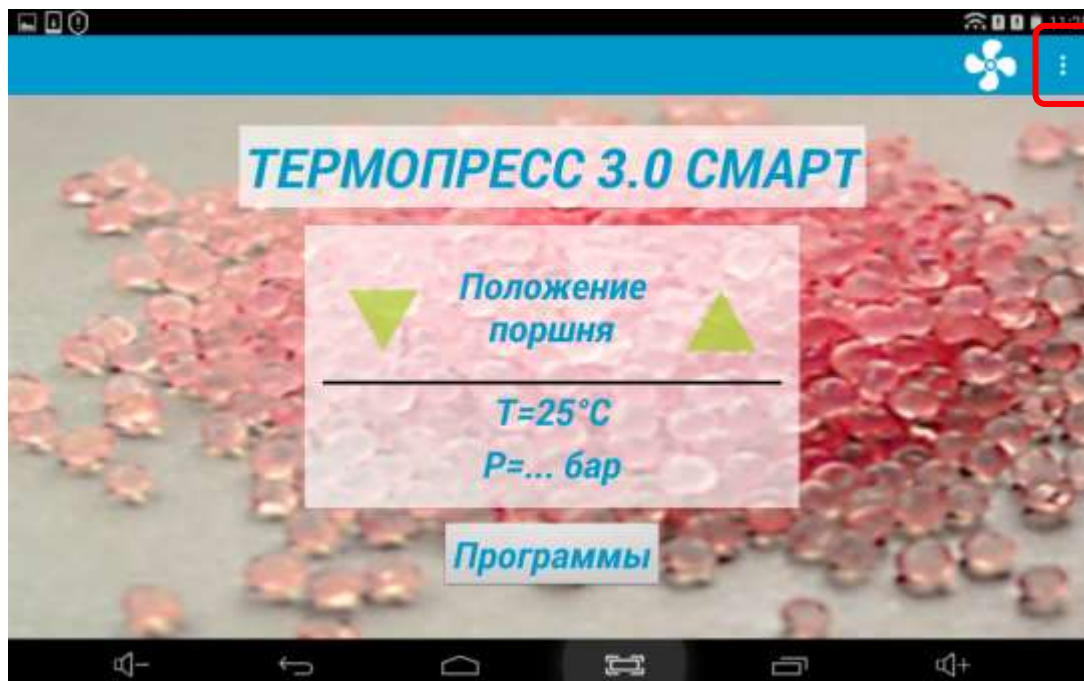 ТЕРМОПРЕСС 3.0 СМАРТ
Положение
поршня
T=25°C
P=... бар
Программы